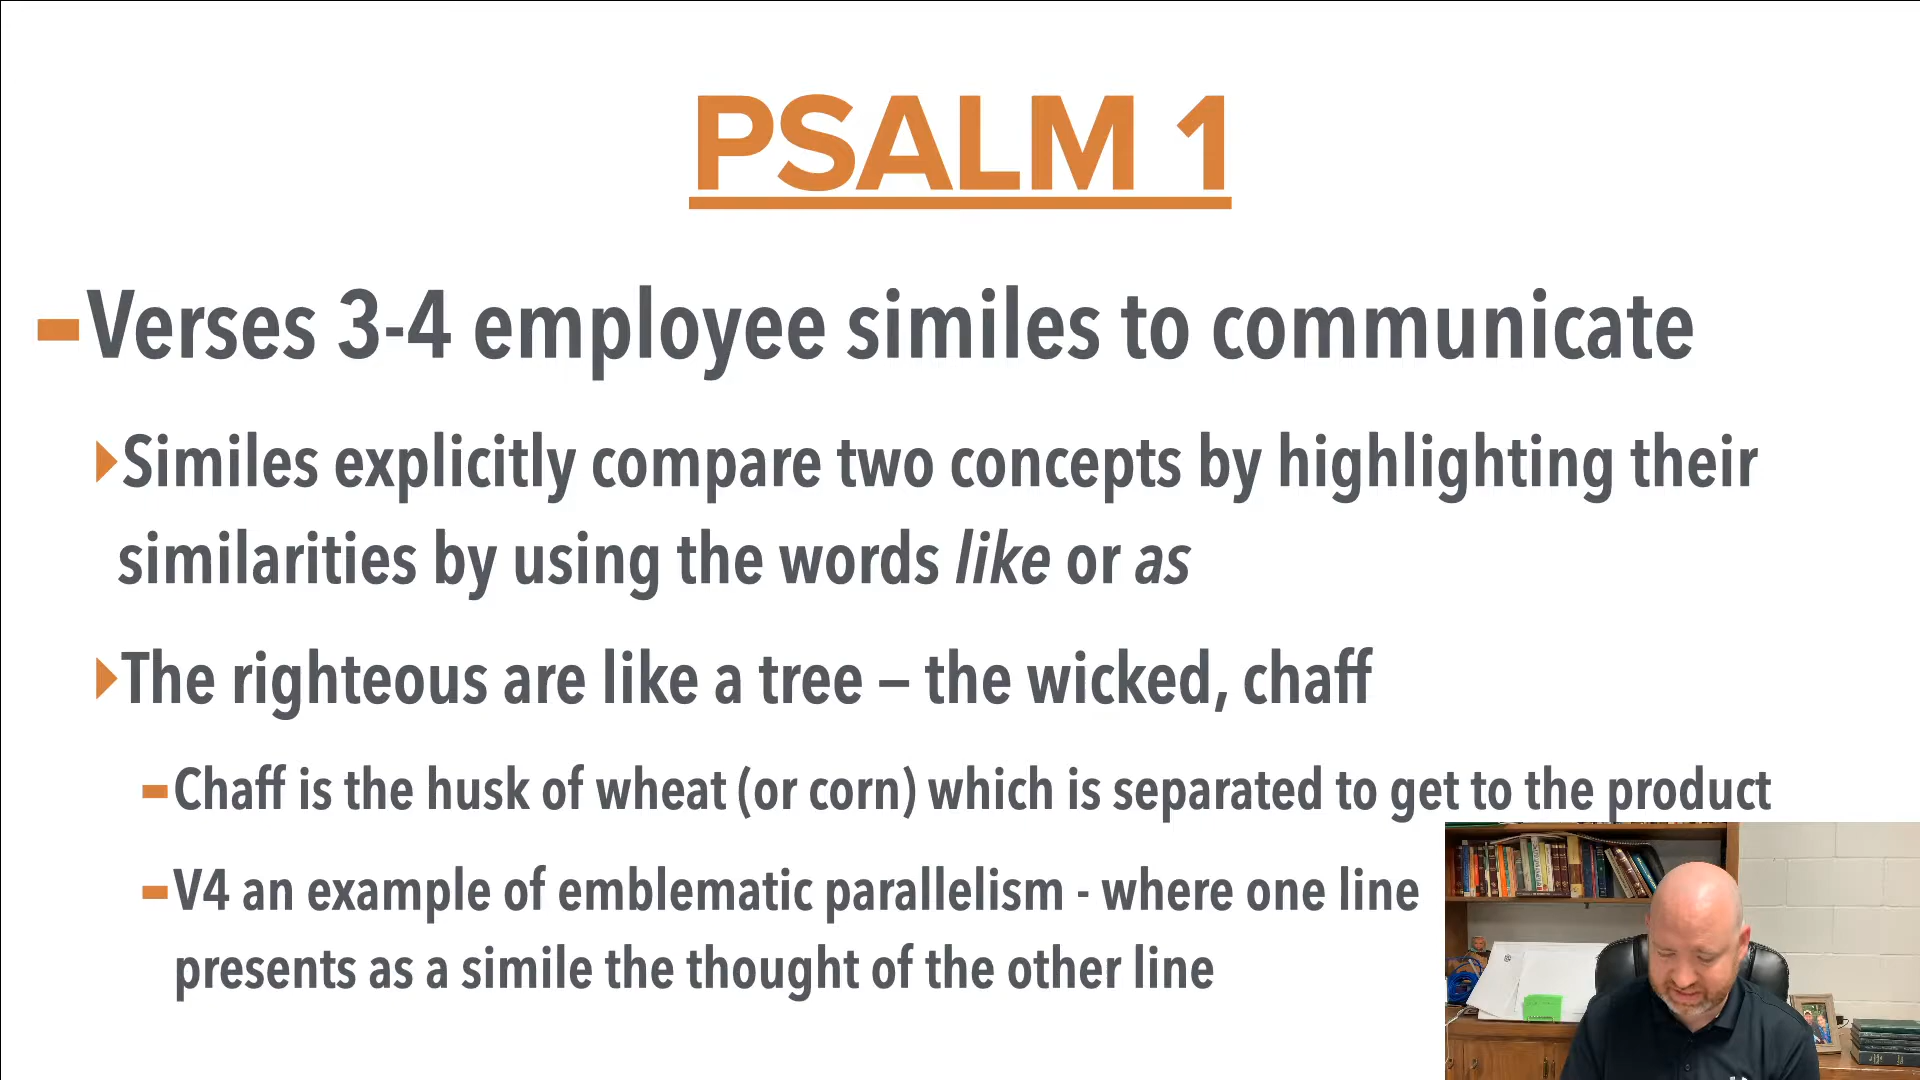 PSALM 1
Verses 3-4 employee similes to communicate
Similes explicitly compare two concepts by highlighting their
similarities by using the words like or as
The righteous are like a tree – the wicked, chaff
Chaff is the husk of wheat (or corn) which is separated to get to the product
V4 an example of emblematic parallelism - where one line
presents as a simile the thought of the other line